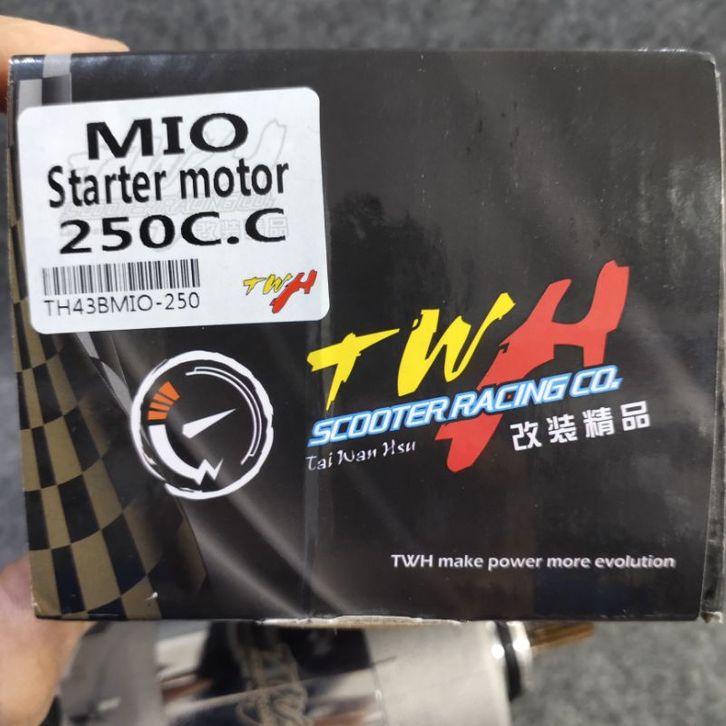 MIO
Starter motor
250C.C
TH43BMIO-250
TWH
TWH
SCOOTER RACING CO.
Tai Wan Hsu
改装精品
TWH make power more evolution